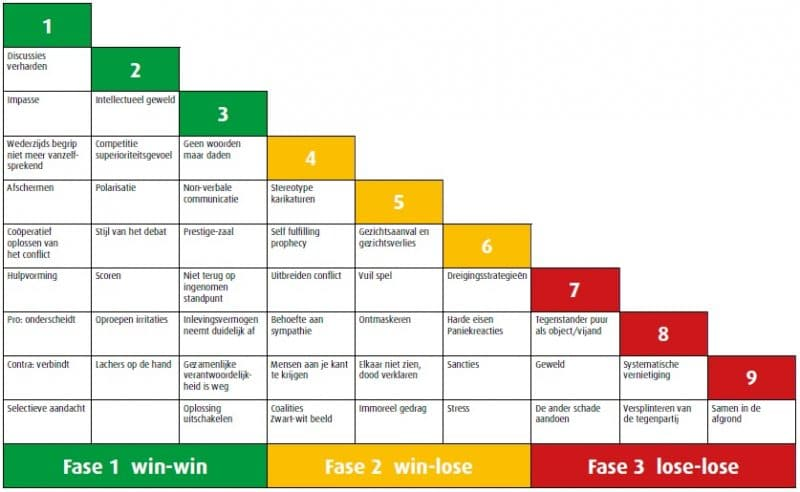 1
Discussies
verharden
2
Impasse
Intellectueel geweld
3
Wederzijds begrip
niet meer vanzelf-
sprekend
Competitie
superioriteitsgevoel
Geen woorden
maar daden
4
Afschermen
Polarisatie
Non-verbale
communicatie
Stereotype
karikaturen
5
Coöperatief
oplossen van
het conflict
Stijl van het debat
Prestige-zaal
Self fulfilling
prophecy
Gezichtsaanval en
gezichtsverlies
6
Hulpvorming
Scoren
Niet terug op
ingenomen
standpunt
Uitbreiden conflict
Vuil spel
Dreigingsstrategieën
7
Pro: onderscheidt
Oproepen irritaties
Inlevingsvermogen
neemt duidelijk af
Behoefte aan
sympathie
Ontmaskeren
Harde eisen
Paniekreacties
Tegenstander puur
als object/vijand
8
Contra: verbindt
Lachers op de hand
Gezamenlijke
verantwoordelijk-
heid is weg
Mensen aan je kant
te krijgen
Elkaar niet zien,
dood verklaren
Sancties
Geweld
Systematische
vernietiging
9
Selectieve aandacht
Oplossing
uitschakelen
Coalities
Zwart-wit beeld
Immoreel gedrag
Stress
De ander schade
aandoen
Versplinteren van
de tegenpartij
Samen in de
afgrond
Fase 1 win-win
Fase 2 win-lose
Fase 3 lose-lose